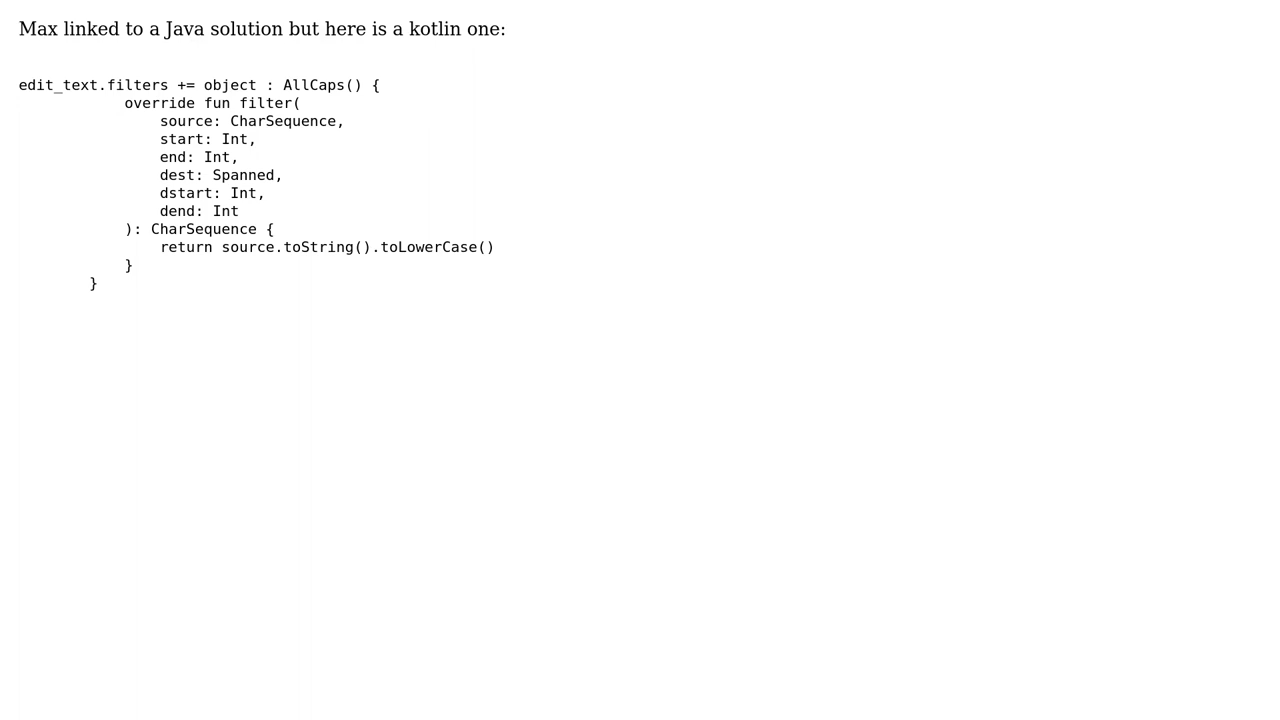 Max linked to a Java solution but here is a kotlin one:
edit_text.filters += object : AllCaps() {
            override fun filter(
                source: CharSequence,
                start: Int,
                end: Int,
                dest: Spanned,
                dstart: Int,
                dend: Int
            ): CharSequence {
                return source.toString().toLowerCase()
            }
        }